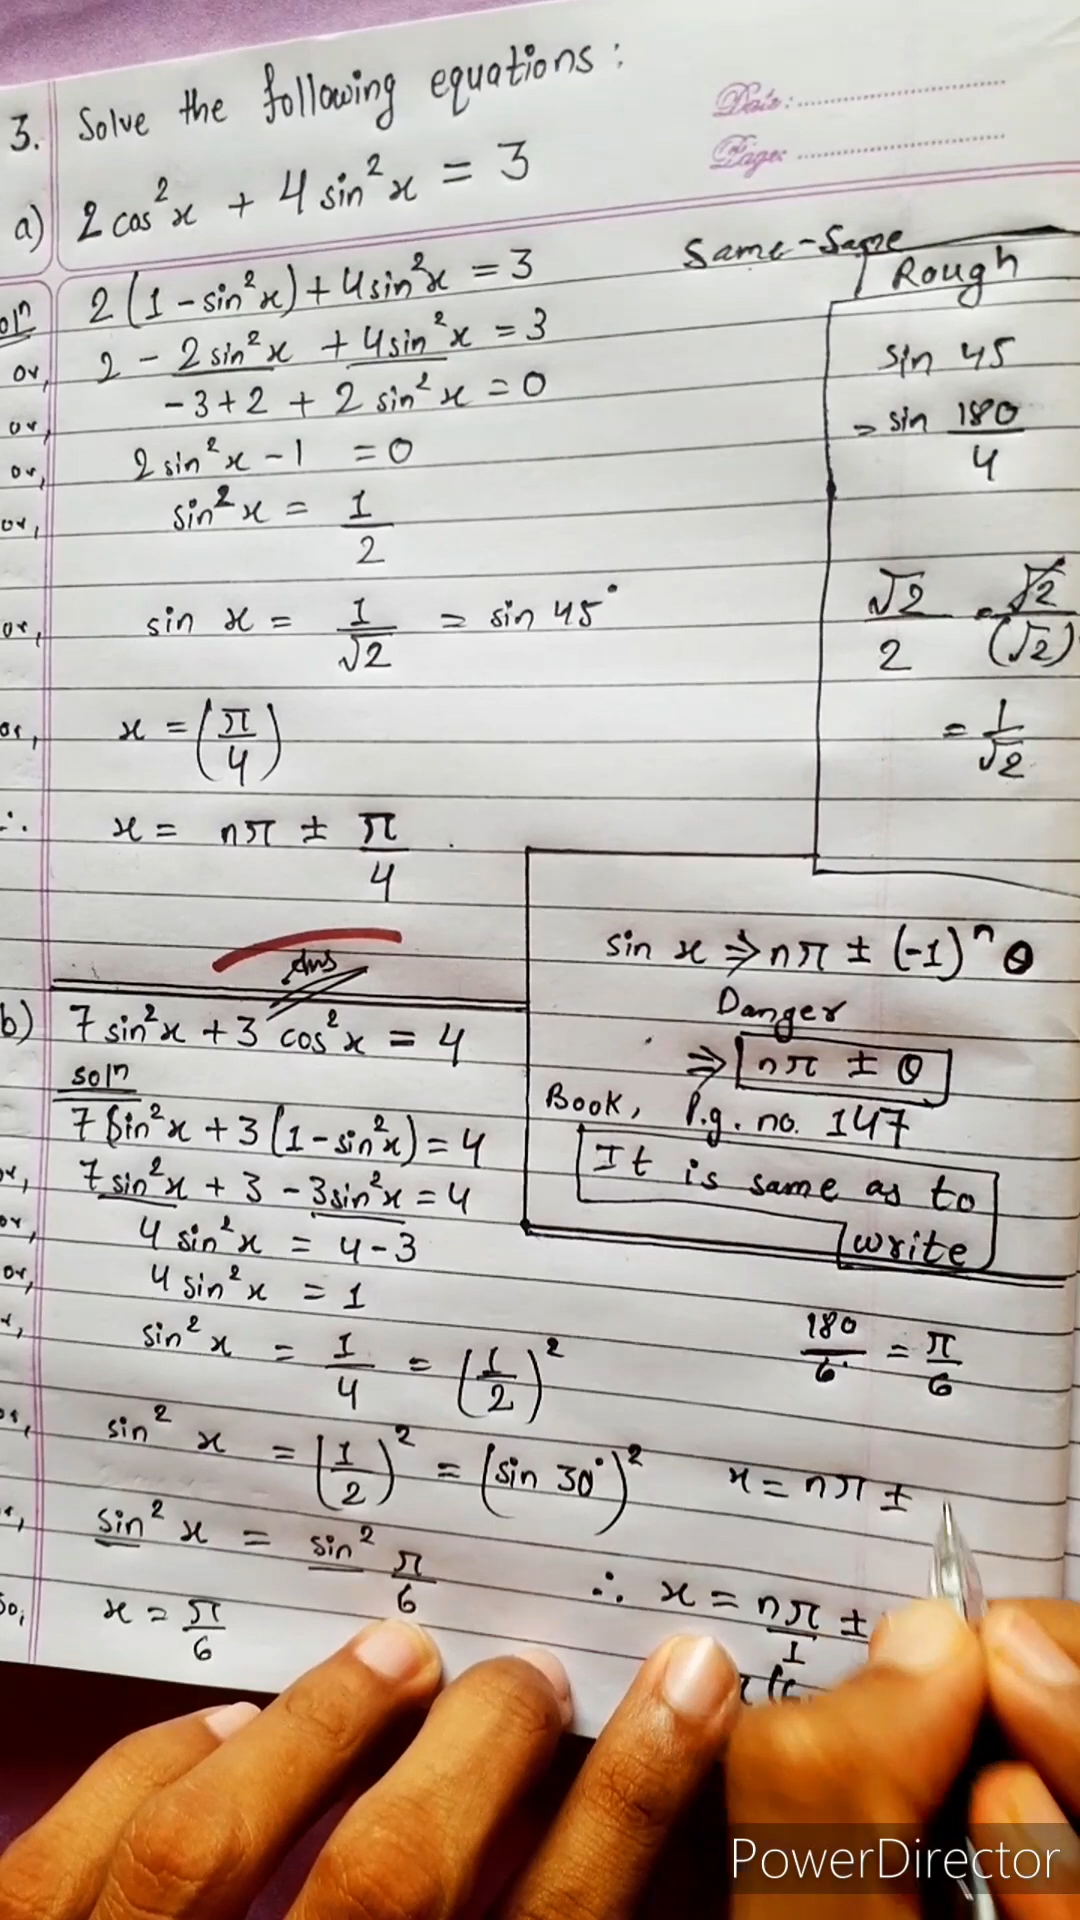 3. Solve the following equations :
Date: ....................
Page: ....................
a) 2 cos²x + 4 sin²x = 3
soln 2 (1 - sin²x) + 4 sin²x = 3
or, 2 - 2 sin²x + 4 sin²x = 3
or, -3 + 2 + 2 sin²x = 0
or, 2 sin²x - 1 = 0
or, sin²x = 1/2
or, sin x = 1/√2 = sin 45°
or, x = (π/4)
∴ x = nπ ± π/4
Ans
Same-Same
Rough
sin 45
= sin 180/4
√2/2 = √2/(√2)
= 1/√2
sin x ⇒ nπ ± (-1)ⁿ θ
Danger
⇒ nπ ± θ
Book, P.g. no. 147
It is same as to
write
b) 7 sin²x + 3 cos²x = 4
soln
7 sin²x + 3 (1 - sin²x) = 4
or, 7 sin²x + 3 - 3 sin²x = 4
or, 4 sin²x = 4 - 3
or, 4 sin²x = 1
r, sin²x = 1/4 = (1/2)²
180/6 = π/6
or, sin² x = (1/2)² = (sin 30°)²
r, sin² x = sin² π/6
So, x = π/6
x = nπ ±
∴ x = nπ/1 ±
PowerDirector